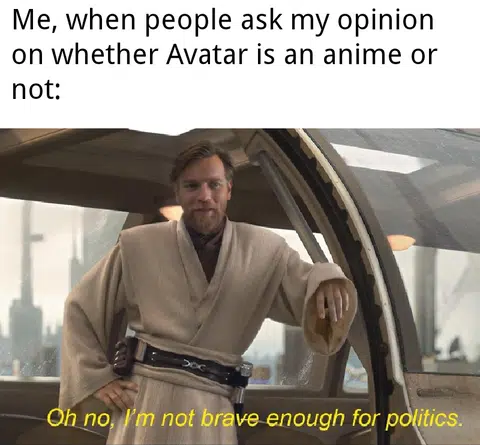 Me, when people ask my opinion
on whether Avatar is an anime or
not:
Oh no, I'm not brave enough for politics.